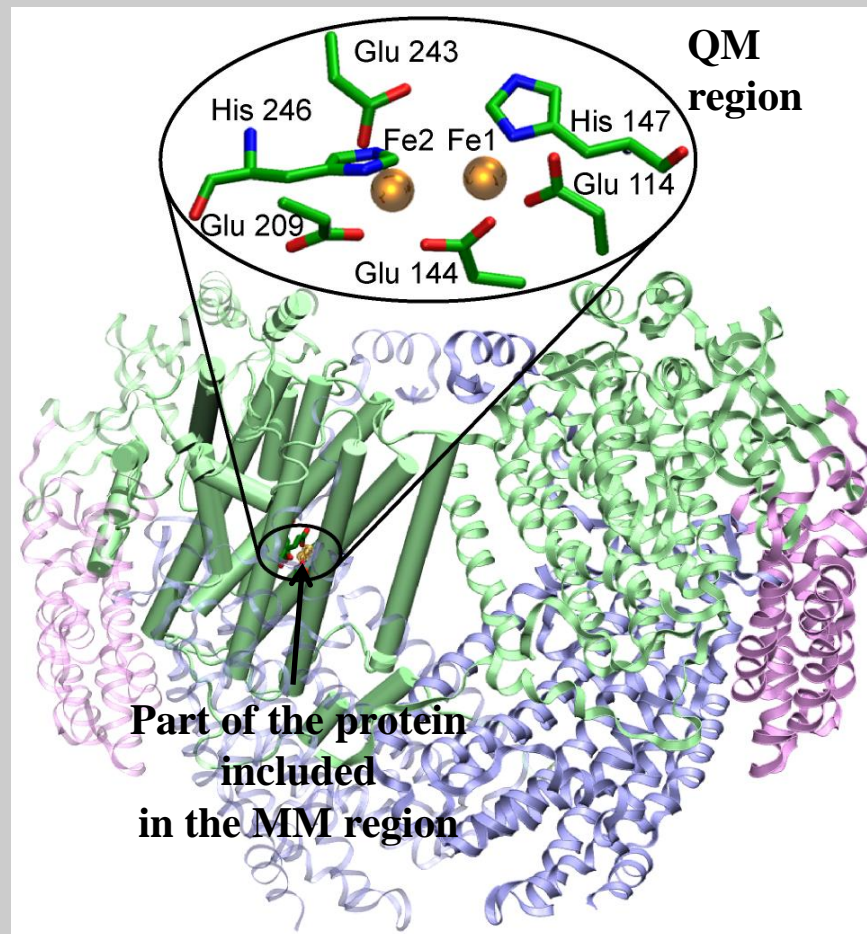 QM
region
Glu 243
His 246
Fe2
Fe1
His 147
Glu 114
Glu 209
Glu 144
Part of the protein
included
in the MM region